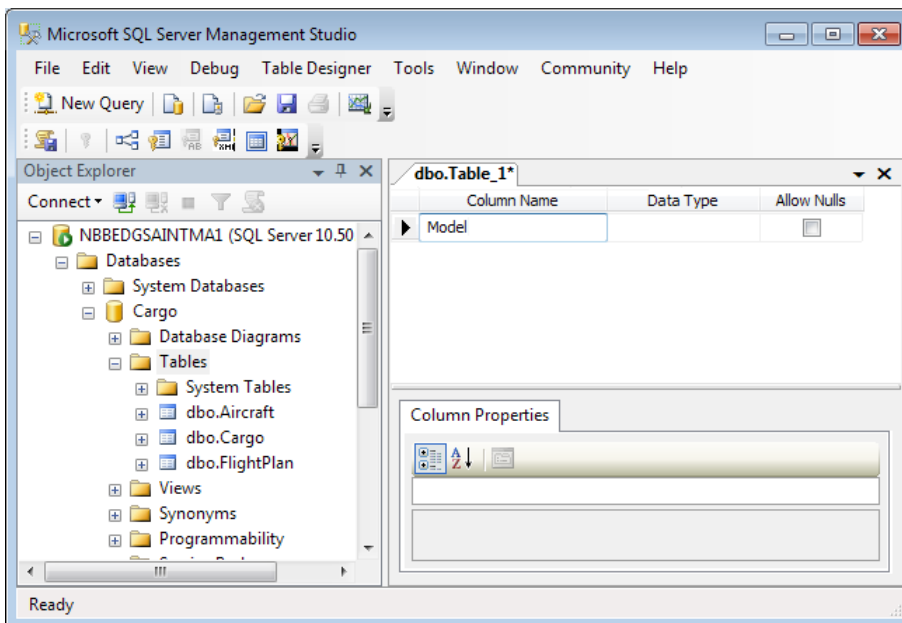 Microsoft SQL Server Management Studio
File Edit View Debug Table Designer Tools Window Community Help
New Query
Object Explorer
dbo.Table_1*
Connect
Column Name Data Type Allow Nulls
Model
NBBEDGSAINTMA1 (SQL Server 10.50
Databases
System Databases
Cargo
Database Diagrams
Tables
System Tables
dbo.Aircraft
dbo.Cargo
dbo.FlightPlan
Views
Synonyms
Programmability
Column Properties
Ready